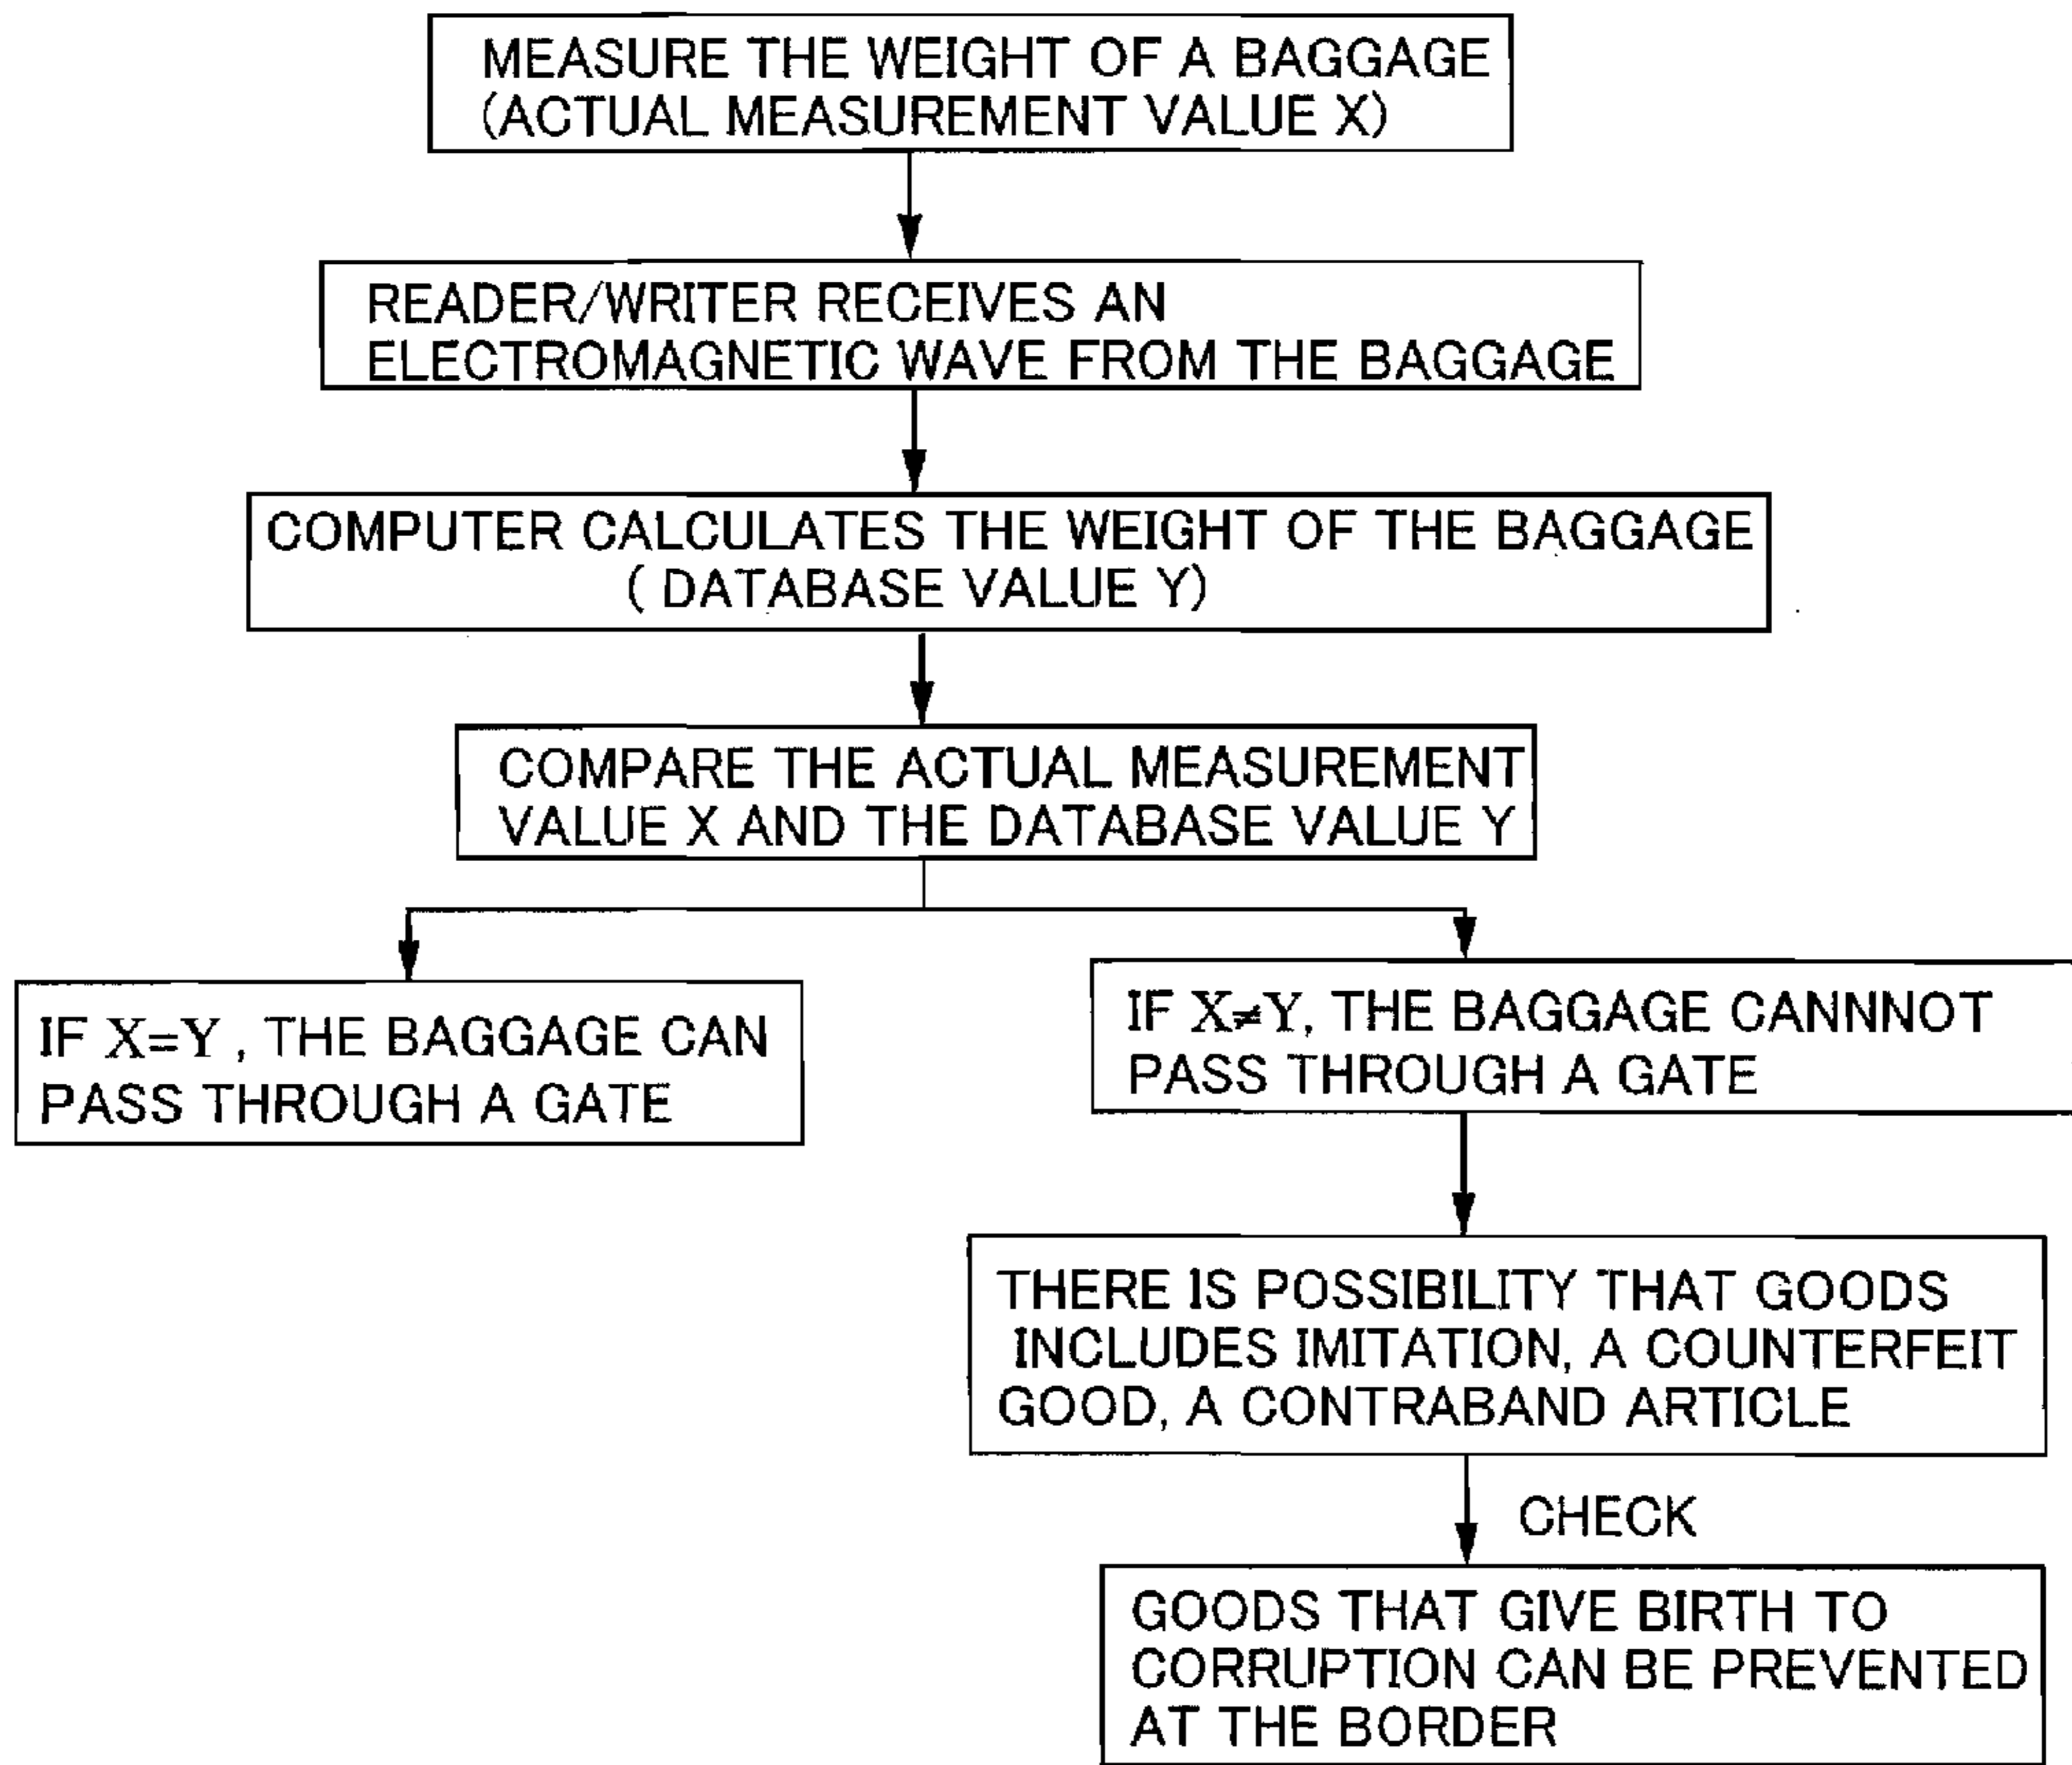 MEASURE THE WEIGHT OF A BAGGAGE
(ACTUAL MEASUREMENT VALUE X)
READER/WRITER RECEIVES AN
ELECTROMAGNETIC WAVE FROM THE BAGGAGE
COMPUTER CALCULATES THE WEIGHT OF THE BAGGAGE
( DATABASE VALUE Y)
COMPARE THE ACTUAL MEASUREMENT
VALUE X AND THE DATABASE VALUE Y
IF X=Y , THE BAGGAGE CAN
PASS THROUGH A GATE
IF X≠Y, THE BAGGAGE CANNNOT
PASS THROUGH A GATE
THERE IS POSSIBILITY THAT GOODS
INCLUDES IMITATION, A COUNTERFEIT
GOOD, A CONTRABAND ARTICLE
CHECK
GOODS THAT GIVE BIRTH TO
CORRUPTION CAN BE PREVENTED
AT THE BORDER